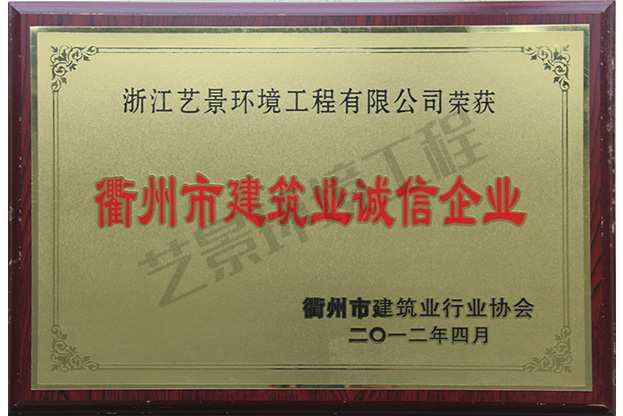 浙江艺景环境工程有限公司荣获
衢州市建筑业诚信企业
衢州市建筑业行业协会
二〇一二年四月
艺景环境工程